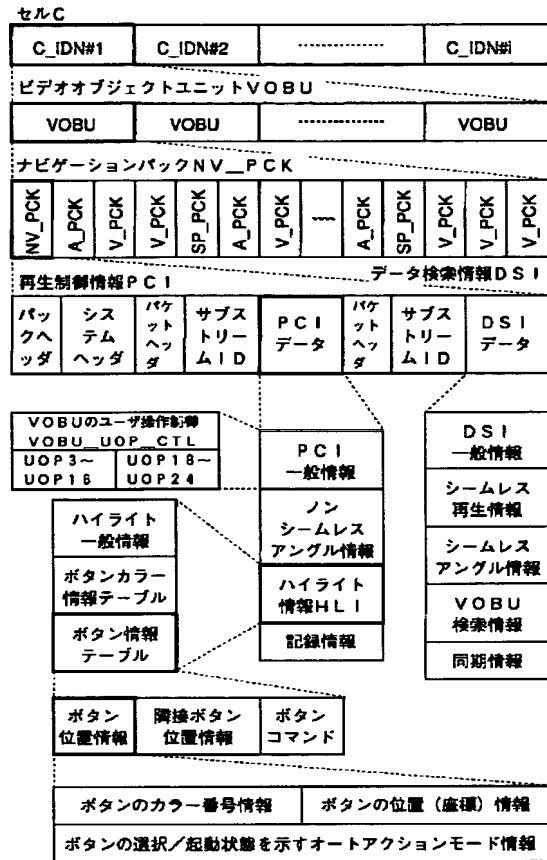 セルC
C_IDN#1 C_IDN#2 C_IDN#i
ビデオオブジェクトユニットVOBU
VOBU VOBU VOBU
ナビゲーションパックNV__PCK
NV_PCK A_PCK V_PCK V_PCK SP_PCK A_PCK V_PCK A_PCK SP_PCK V_PCK V_PCK V_PCK
再生制御情報PCI
データ検索情報DSI
パックヘッダ
システムヘッダ
パケットヘッダ
サブストリームID
PCIデータ
パケットヘッダ
サブストリームID
DSIデータ
VOBUのユーザ操作制御
VOBU__UOP__CTL
UOP3~
UOP16
UOP18~
UOP24
PCI
一般情報
ノン
シームレス
アングル情報
ハイライト
情報HLI
記録情報
DSI
一般情報
シームレス
再生情報
シームレス
アングル情報
VOBU
検索情報
同期情報
ハイライト
一般情報
ボタンカラー
情報テーブル
ボタン情報
テーブル
ボタン
位置情報
隣接ボタン
位置情報
ボタン
コマンド
ボタンのカラー番号情報
ボタンの位置(座標)情報
ボタンの選択/起動状態を示すオートアクションモード情報